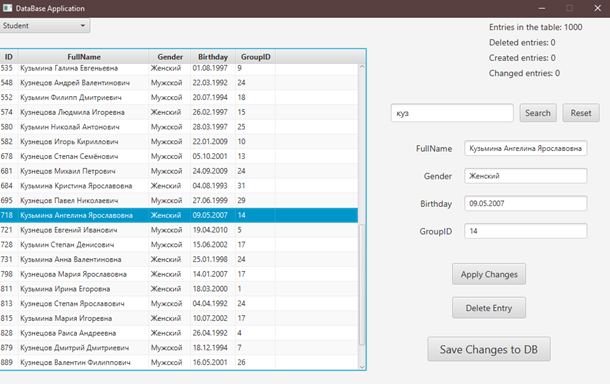 DataBase Application
Student
Entries in the table: 1000
Deleted entries: 0
Created entries: 0
Changed entries: 0
ID FullName Gender Birthday GroupID
535 Кузьмина Галина Евгеньевна Женский 01.08.1997 9
548 Кузнецов Андрей Валентинович Мужской 22.03.1992 24
552 Кузьмин Филипп Дмитриевич Мужской 20.07.1994 18
574 Кузнецова Людмила Игоревна Женский 26.02.1997 15
580 Кузьмин Николай Антонович Мужской 28.03.1997 25
582 Кузнецов Игорь Кириллович Мужской 22.01.2009 10
678 Кузнецов Степан Семёнович Мужской 05.10.2001 13
681 Кузнецов Михаил Петрович Мужской 24.09.2009 24
684 Кузьмина Кристина Ярославовна Женский 04.08.1993 31
695 Кузнецов Павел Николаевич Мужской 27.06.1999 29
718 Кузьмина Ангелина Ярославовна Женский 09.05.2007 14
721 Кузнецов Евгений Иванович Мужской 19.04.2010 5
728 Кузьмин Степан Денисович Мужской 15.06.2002 17
731 Кузьмина Анна Валентиновна Женский 25.01.1998 24
798 Кузнецова Мария Ярославовна Женский 14.01.2007 17
811 Кузьмина Ирина Егоровна Женский 18.03.2000 1
813 Кузнецов Степан Ярославович Мужской 04.04.1992 24
815 Кузьмина Мария Игоревна Женский 10.07.2002 17
828 Кузнецова Раиса Андреевна Женский 26.04.1992 4
879 Кузнецов Дмитрий Дмитриевич Мужской 18.12.1994 7
889 Кузнецов Валентин Филиппович Мужской 16.05.2001 26
куз Search Reset
FullName Кузьмина Ангелина Ярославовна
Gender Женский
Birthday 09.05.2007
GroupID 14
Apply Changes
Delete Entry
Save Changes to DB